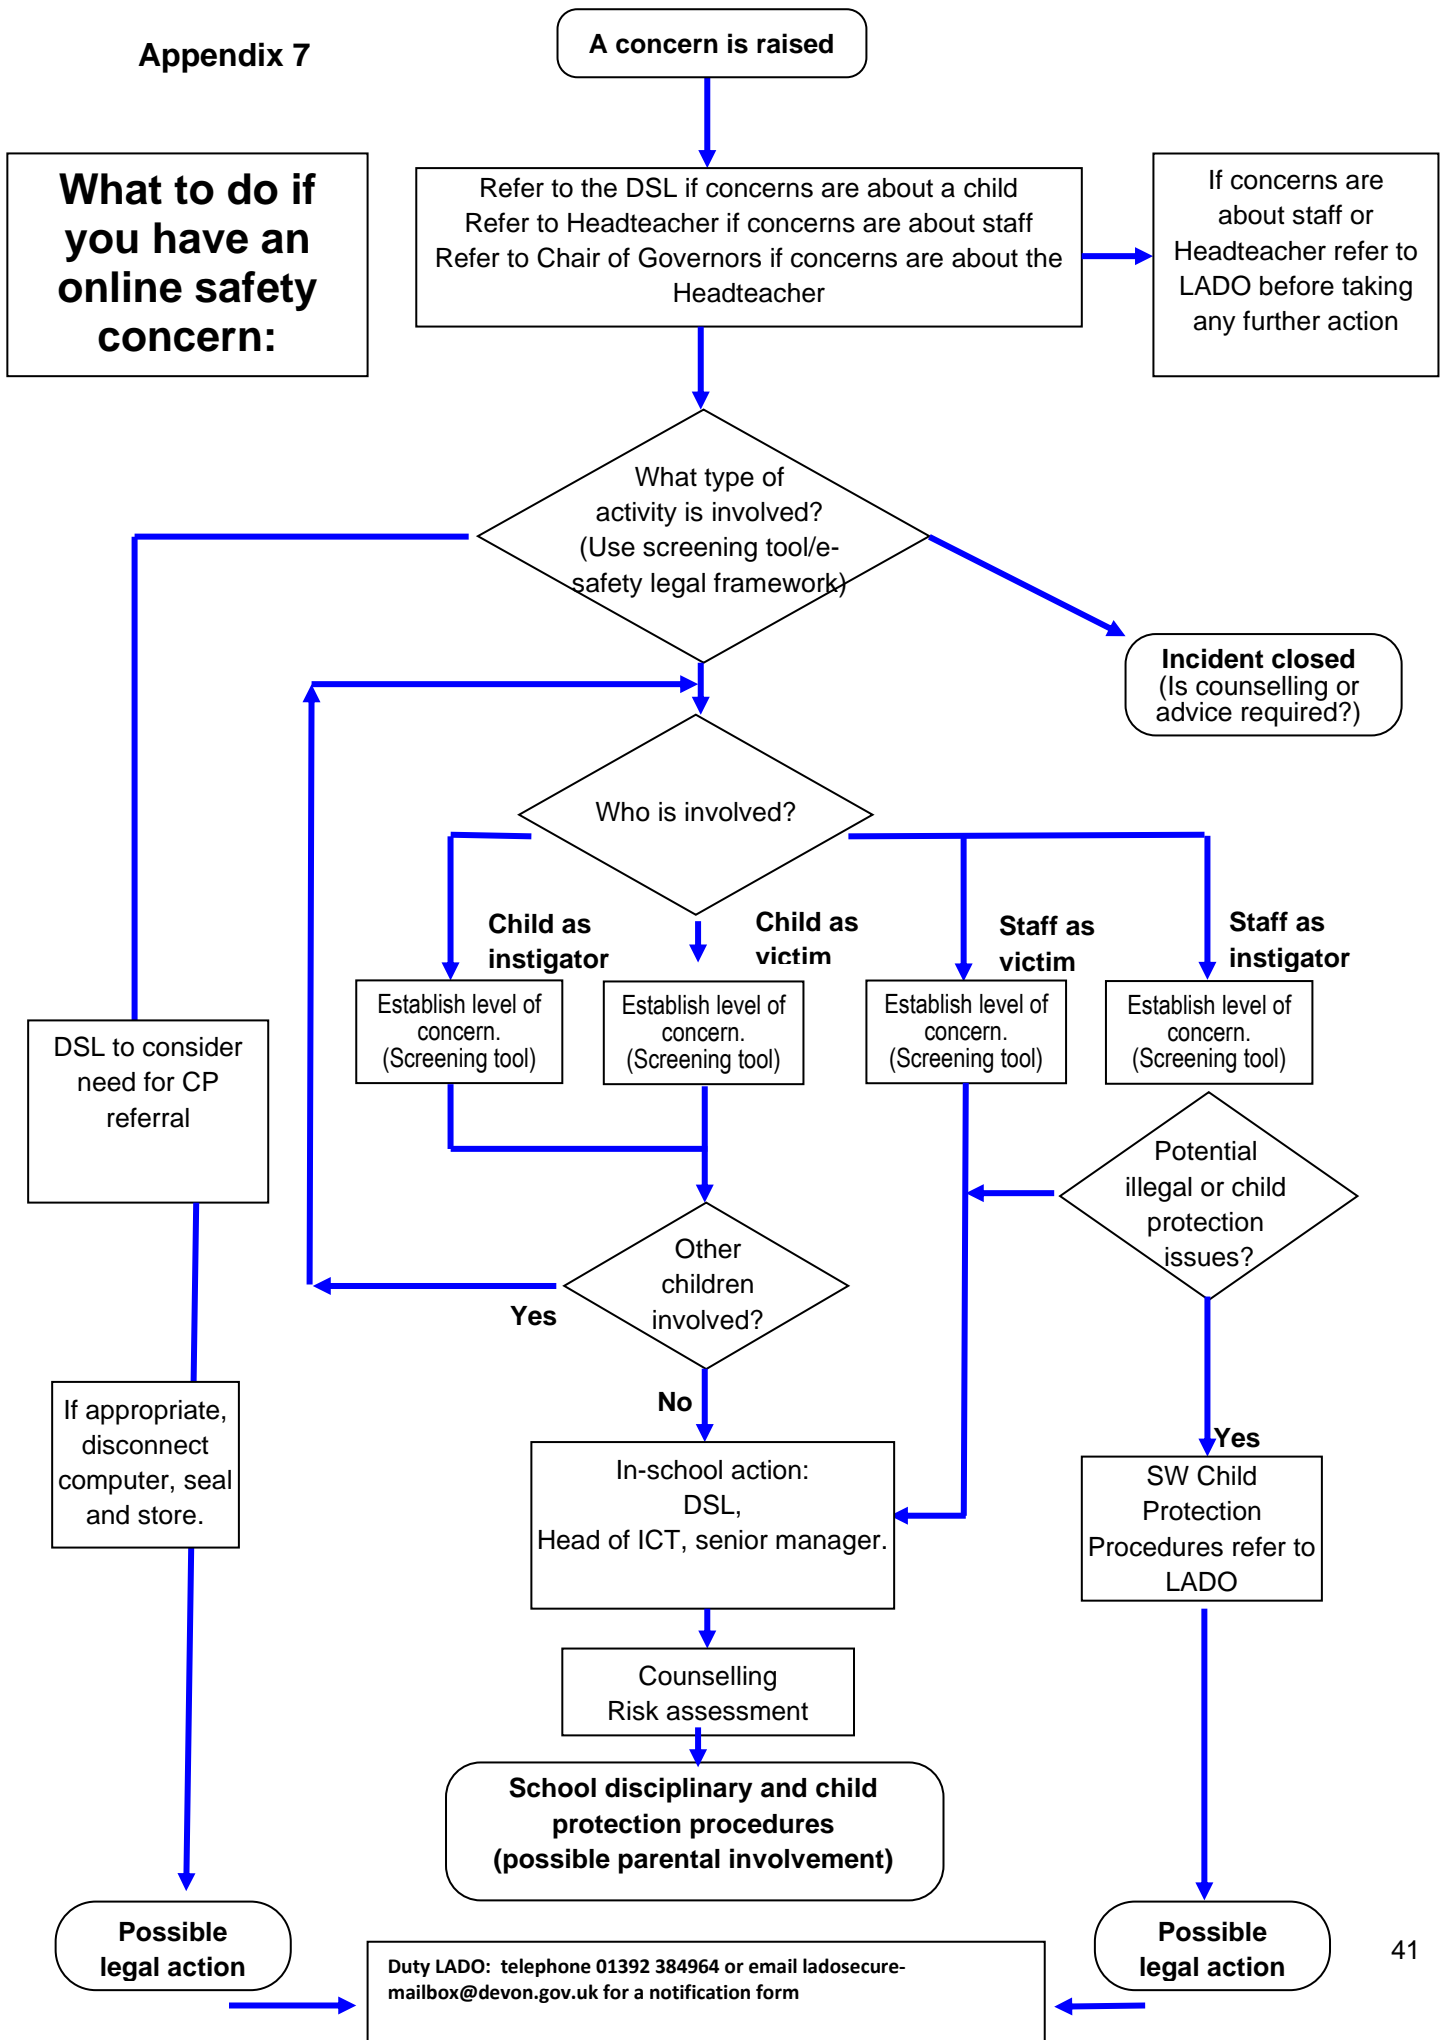 Appendix 7
A concern is raised
What to do if
you have an
online safety
concern:
Refer to the DSL if concerns are about a child
Refer to Headteacher if concerns are about staff
Refer to Chair of Governors if concerns are about the
Headteacher
If concerns are
about staff or
Headteacher refer to
LADO before taking
any further action
What type of
activity is involved?
(Use screening tool/e-
safety legal framework)
Incident closed
(Is counselling or
advice required?)
Who is involved?
Child as
instigator
Child as
victim
Staff as
victim
Staff as
instigator
Establish level of
concern.
(Screening tool)
Establish level of
concern.
(Screening tool)
Establish level of
concern.
(Screening tool)
Establish level of
concern.
(Screening tool)
DSL to consider
need for CP
referral
Potential
illegal or child
protection
issues?
Other
children
involved?
Yes
No
Yes
If appropriate,
disconnect
computer, seal
and store.
In-school action:
DSL,
Head of ICT, senior manager.
SW Child
Protection
Procedures refer to
LADO
Counselling
Risk assessment
School disciplinary and child
protection procedures
(possible parental involvement)
Possible
legal action
Possible
legal action
41
Duty LADO: telephone 01392 384964 or email ladosecure-
mailbox@devon.gov.uk for a notification form